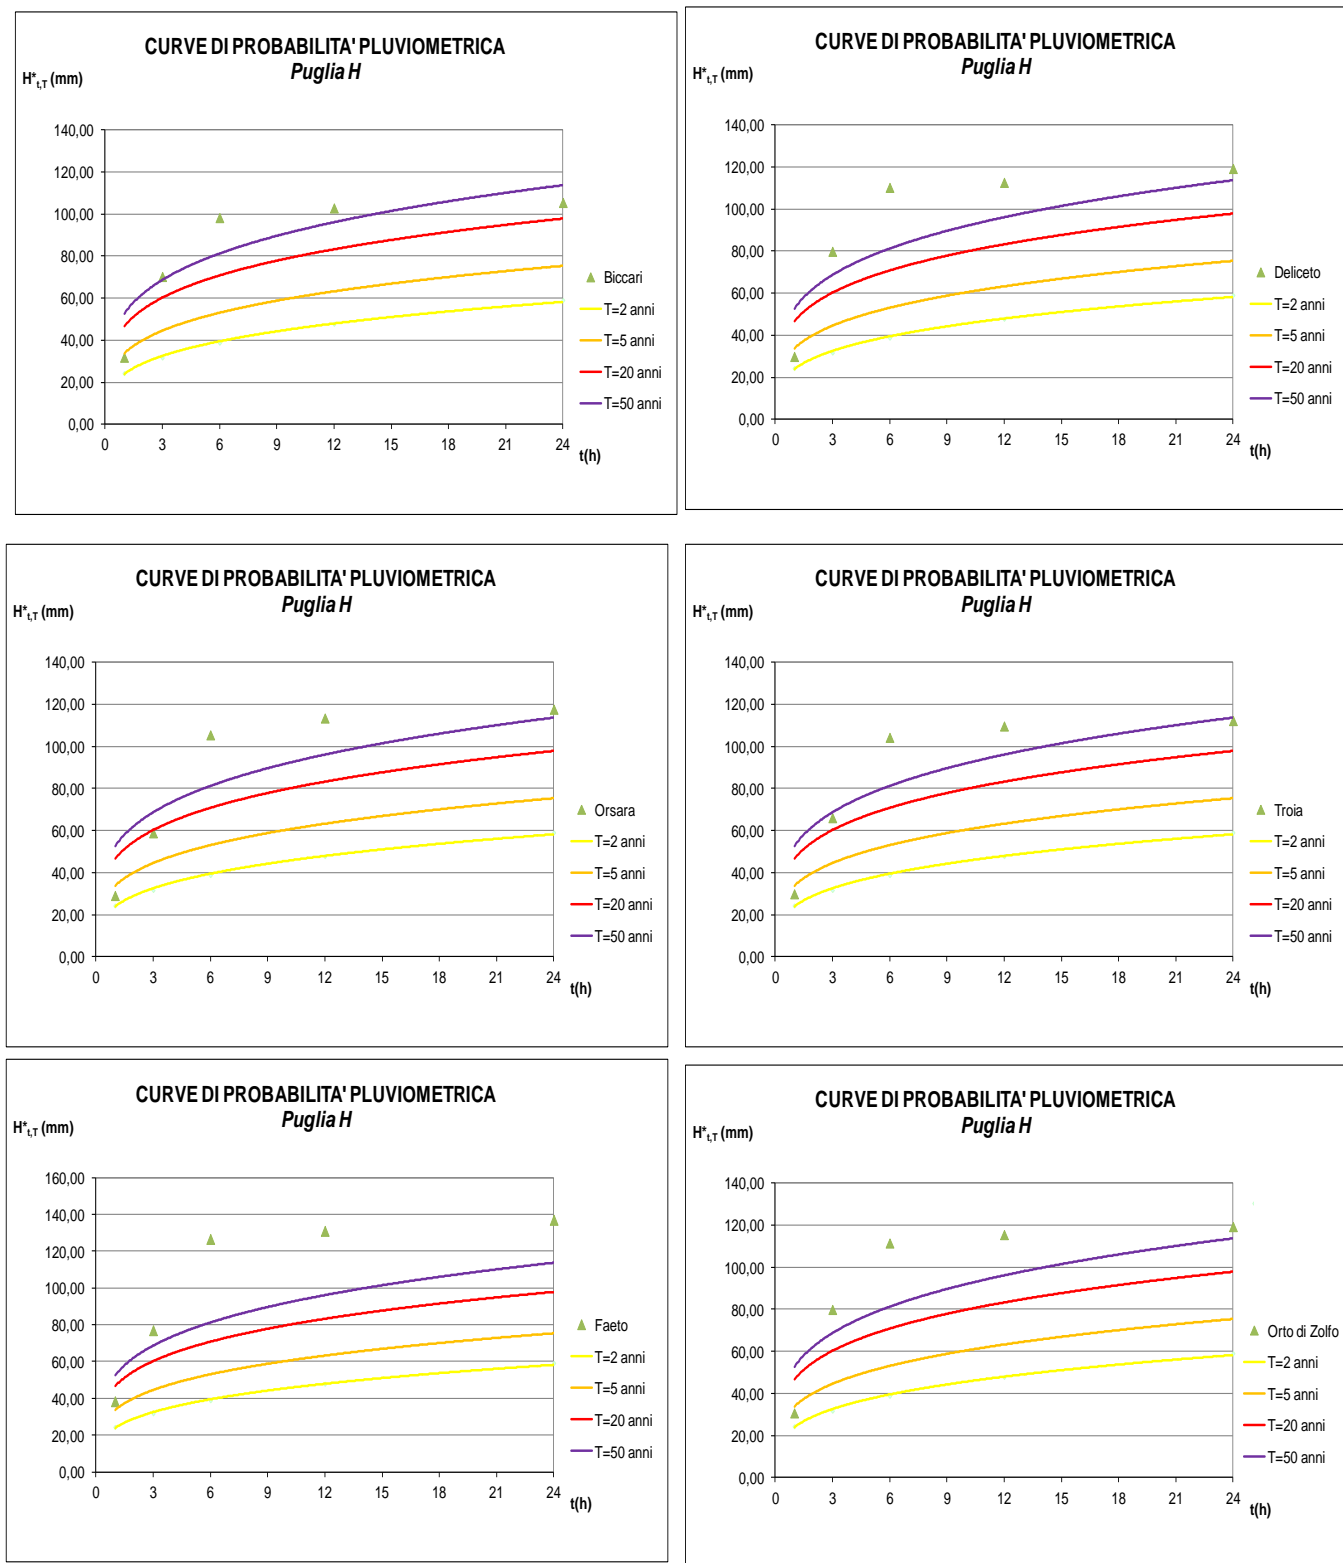 CURVE DI PROBABILITA' PLUVIOMETRICA
Puglia H
H*t,T (mm)
140,00
120,00
100,00
80,00
60,00
40,00
20,00
0,00
0 3 6 9 12 15 18 21 24
t(h)
Biccari
T=2 anni
T=5 anni
T=20 anni
T=50 anni
CURVE DI PROBABILITA' PLUVIOMETRICA
Puglia H
H*t,T (mm)
140,00
120,00
100,00
80,00
60,00
40,00
20,00
0,00
0 3 6 9 12 15 18 21 24
t(h)
Deliceto
T=2 anni
T=5 anni
T=20 anni
T=50 anni
CURVE DI PROBABILITA' PLUVIOMETRICA
Puglia H
H*t,T (mm)
140,00
120,00
100,00
80,00
60,00
40,00
20,00
0,00
0 3 6 9 12 15 18 21 24
t(h)
Orsara
T=2 anni
T=5 anni
T=20 anni
T=50 anni
CURVE DI PROBABILITA' PLUVIOMETRICA
Puglia H
H*t,T (mm)
140,00
120,00
100,00
80,00
60,00
40,00
20,00
0,00
0 3 6 9 12 15 18 21 24
t(h)
Troia
T=2 anni
T=5 anni
T=20 anni
T=50 anni
CURVE DI PROBABILITA' PLUVIOMETRICA
Puglia H
H*t,T (mm)
160,00
140,00
120,00
100,00
80,00
60,00
40,00
20,00
0,00
0 3 6 9 12 15 18 21 24
t(h)
Faeto
T=2 anni
T=5 anni
T=20 anni
T=50 anni
CURVE DI PROBABILITA' PLUVIOMETRICA
Puglia H
H*t,T (mm)
140,00
120,00
100,00
80,00
60,00
40,00
20,00
0,00
0 3 6 9 12 15 18 21 24
t(h)
Orto di Zolfo
T=2 anni
T=5 anni
T=20 anni
T=50 anni